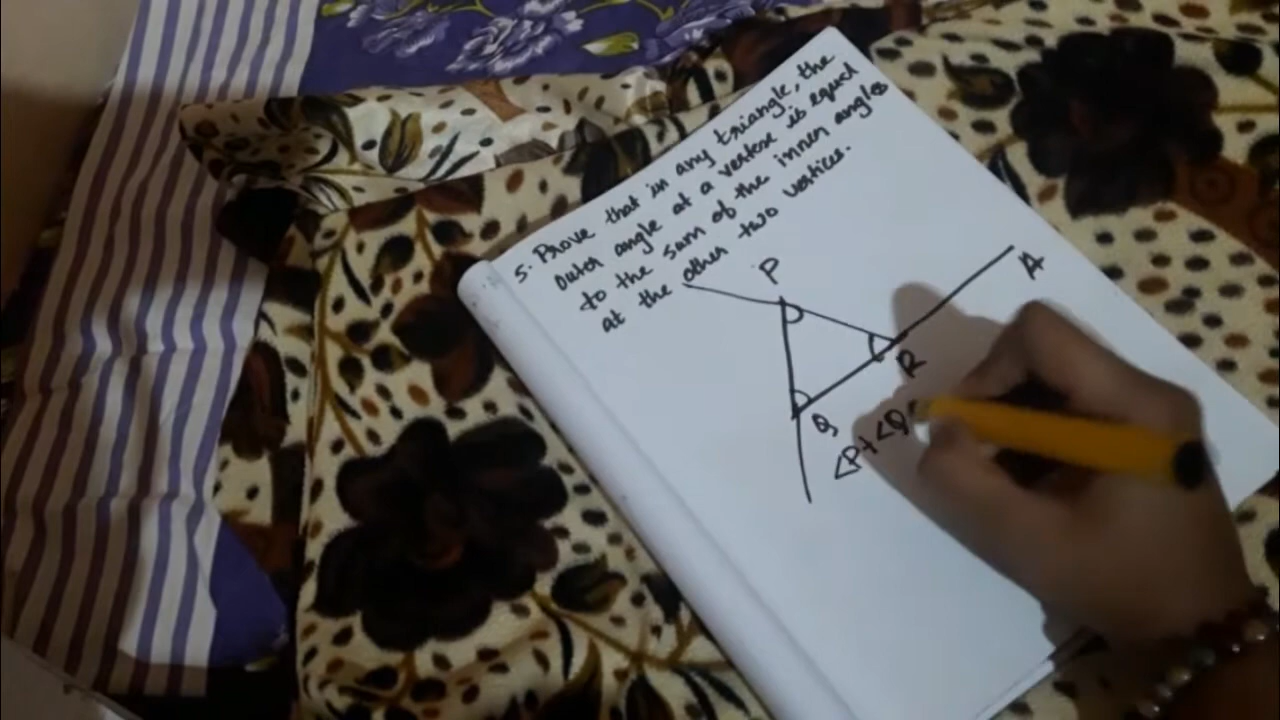 5. Prove that in any triangle, the
outer angle at a vertex is equal
to the sum of the inner angles
at the other two vertices.
P
A
R
Q
∠P+∠Q